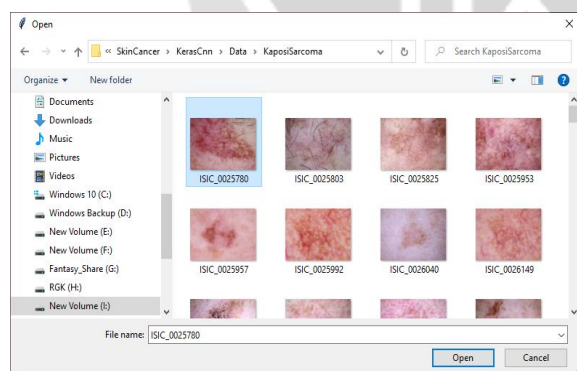 Open
« SkinCancer > KerasCnn > Data > KaposiSarcoma
Search KaposiSarcoma
Organize
New folder
Documents
Downloads
Music
Pictures
Videos
Windows 10 (C:)
Windows Backup (D:)
New Volume (E:)
New Volume (F:)
Fantasy_Share (G:)
RGK (H:)
New Volume (I:)
ISIC_0025780
ISIC_0025803
ISIC_0025825
ISIC_0025953
ISIC_0025957
ISIC_0025992
ISIC_0026040
ISIC_0026149
File name: ISIC_0025780
Open
Cancel